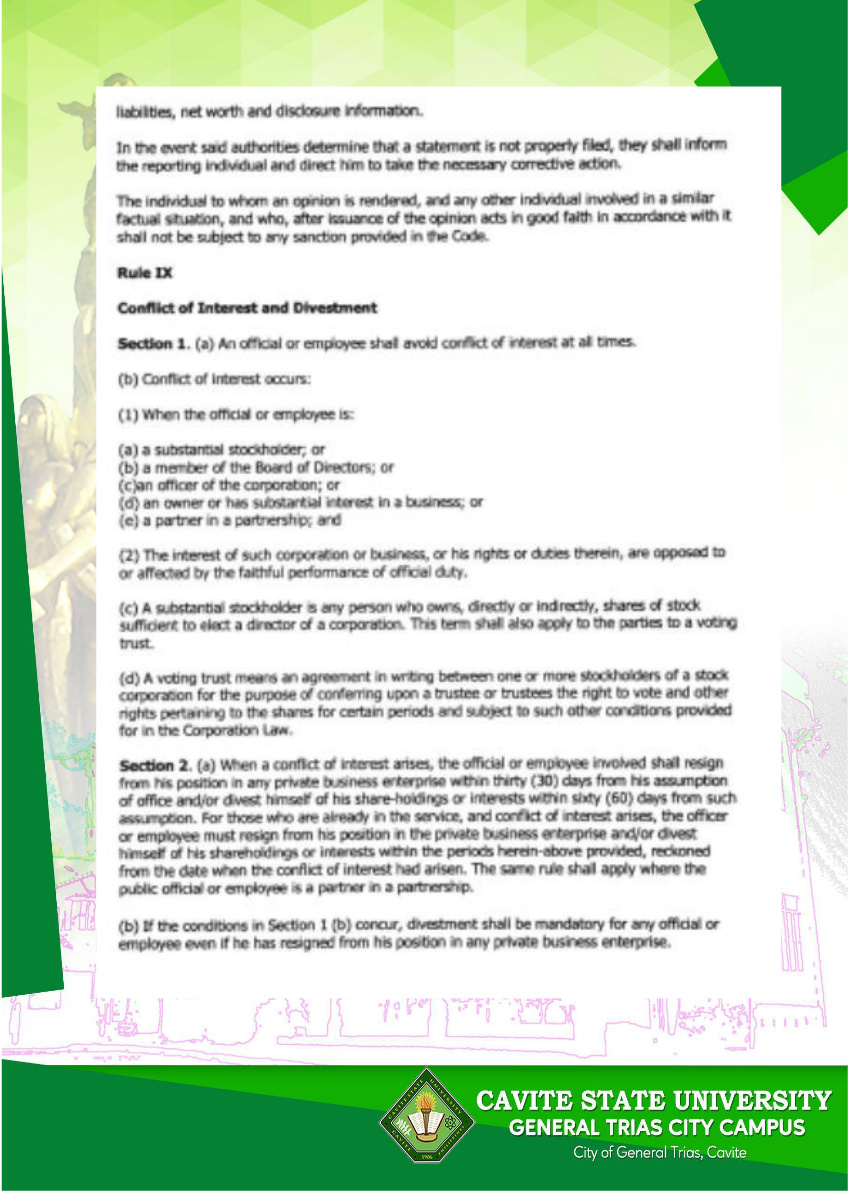 liabilities, net worth and disclosure information.
In the event said authorities determine that a statement is not properly filed, they shall inform
the reporting individual and direct him to take the necessary corrective action.
The individual to whom an opinion is rendered, and any other individual involved in a similar
factual situation, and who, after issuance of the opinion acts in good faith in accordance with it
shall not be subject to any sanction provided in the Code.
Rule IX
Conflict of Interest and Divestment
Section 1. (a) An official or employee shall avoid conflict of interest at all times.
(b) Conflict of interest occurs:
(1) When the official or employee is:
(a) a substantial stockholder; or
(b) a member of the Board of Directors; or
(c)an officer of the corporation; or
(d) an owner or has substantial interest in a business; or
(e) a partner in a partnership; and
(2) The interest of such corporation or business, or his rights or duties therein, are opposed to
or affected by the faithful performance of official duty.
(c) A substantial stockholder is any person who owns, directly or indirectly, shares of stock
sufficient to elect a director of a corporation. This term shall also apply to the parties to a voting
trust.
(d) A voting trust means an agreement in writing between one or more stockholders of a stock
corporation for the purpose of conferring upon a trustee or trustees the right to vote and other
rights pertaining to the shares for certain periods and subject to such other conditions provided
for in the Corporation Law.
Section 2. (a) When a conflict of interest arises, the official or employee involved shall resign
from his position in any private business enterprise within thirty (30) days from his assumption
of office and/or divest himself of his share-holdings or interests within sixty (60) days from such
assumption. For those who are already in the service, and conflict of interest arises, the officer
or employee must resign from his position in the private business enterprise and/or divest
himself of his shareholdings or interests within the periods herein-above provided, reckoned
from the date when the conflict of interest had arisen. The same rule shall apply where the
public official or employee is a partner in a partnership.
(b) If the conditions in Section 1 (b) concur, divestment shall be mandatory for any official or
employee even if he has resigned from his position in any private business enterprise.
CAVITE STATE UNIVERSITY
GENERAL TRIAS CITY CAMPUS
City of General Trias, Cavite
1906